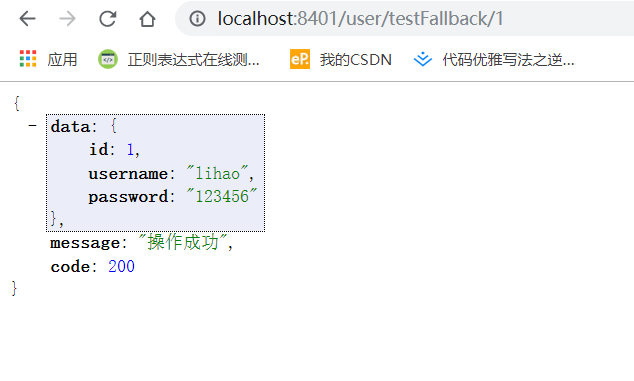 localhost:8401/user/testFallback/1
应用 正则表达式在线测... eP. 我的CSDN 代码优雅写法之逆...
{
- data: {
id: 1,
username: "lihao",
password: "123456"
},
message: "操作成功",
code: 200
}